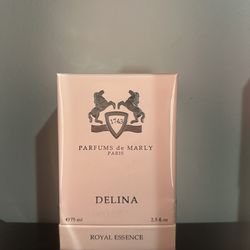 1743
PARFUMS de MARLY
PARIS
DELINA
e 75 ml 2.5 fl. oz
ROYAL ESSENCE